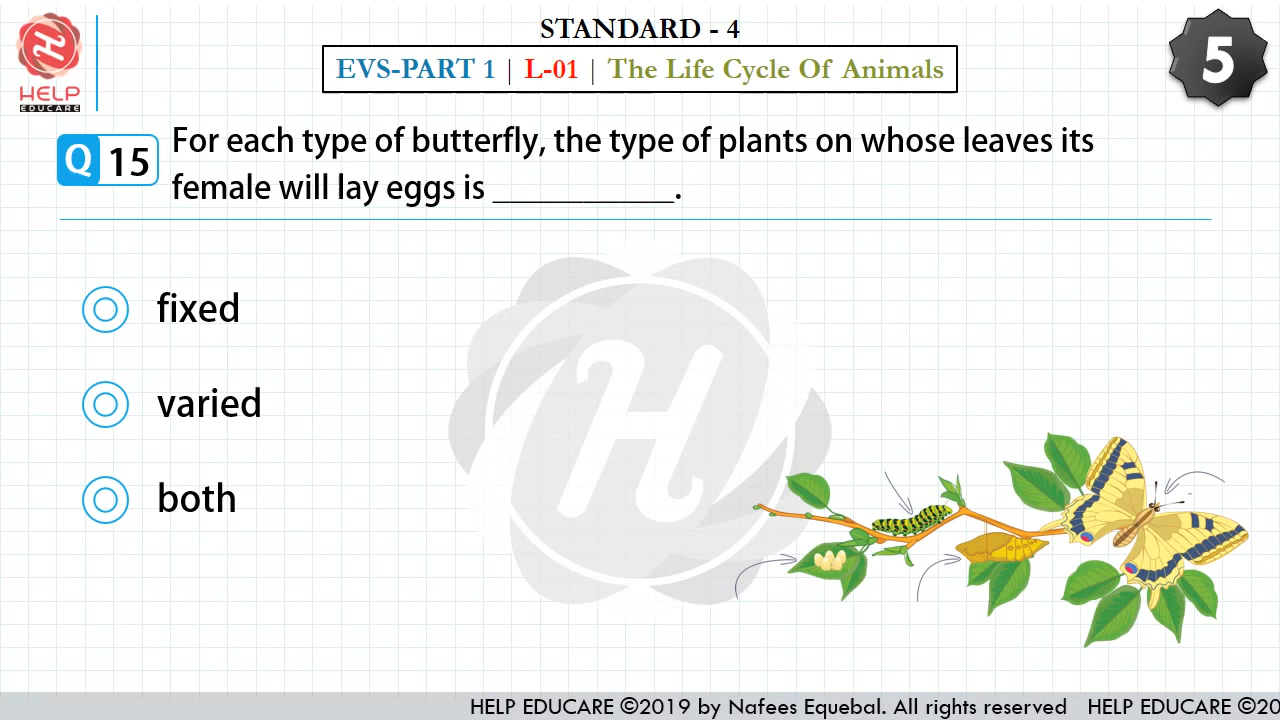 STANDARD - 4
EVS-PART 1 | L-01 | The Life Cycle Of Animals
5
HELP
EDUCARE
Q 15 For each type of butterfly, the type of plants on whose leaves its
female will lay eggs is ___________.
fixed
varied
both
H
HELP EDUCARE ©2019 by Nafees Equebal. All rights reserved HELP EDUCARE ©20